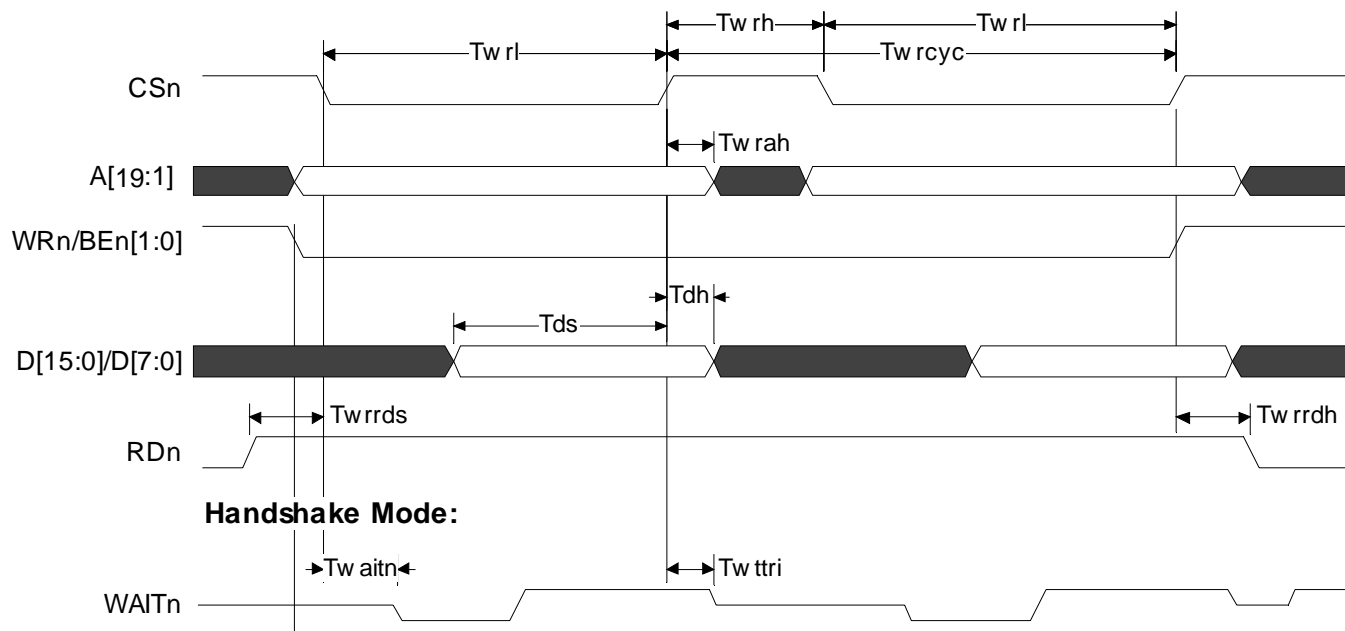 Tw rh
Tw rl
Tw rl
Tw rcyc
CSn
Tw rah
A[19:1]
WRn/BEn[1:0]
Tdh
Tds
D[15:0]/D[7:0]
Tw rrds
Tw rrdh
RDn
Handshake Mode:
Tw aitn
Tw ttri
WAITn